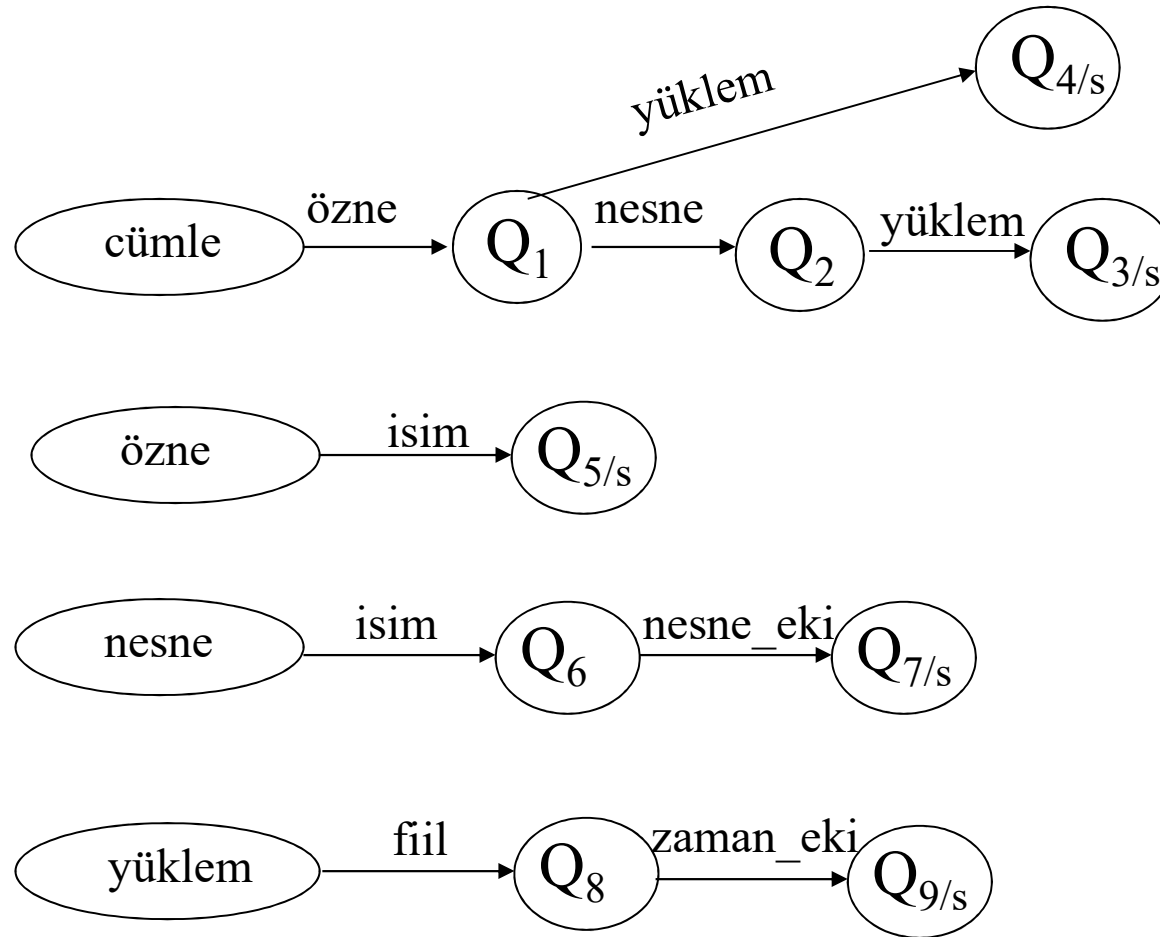 yüklem Q4/s
cümle özne Q1 nesne Q2 yüklem Q3/s
özne isim Q5/s
nesne isim Q6 nesne_eki Q7/s
yüklem fiil Q8 zaman_eki Q9/s